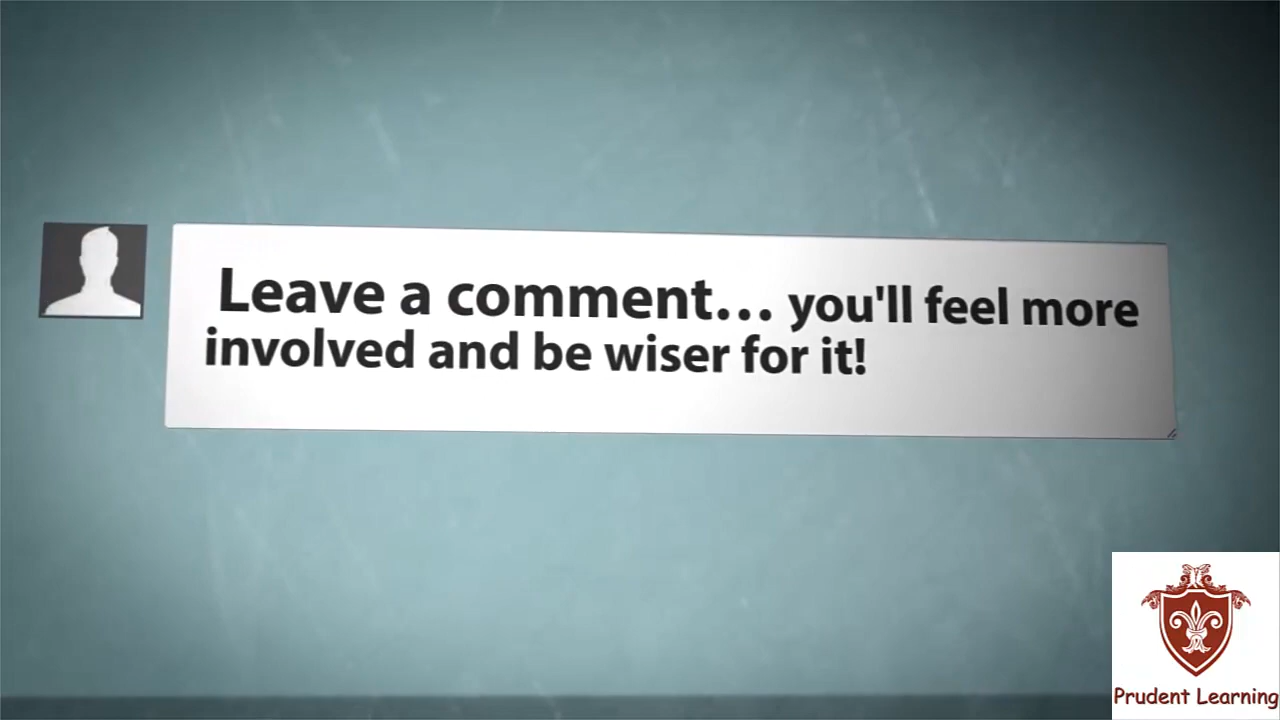 Leave a comment... you'll feel more
involved and be wiser for it!
Prudent Learning